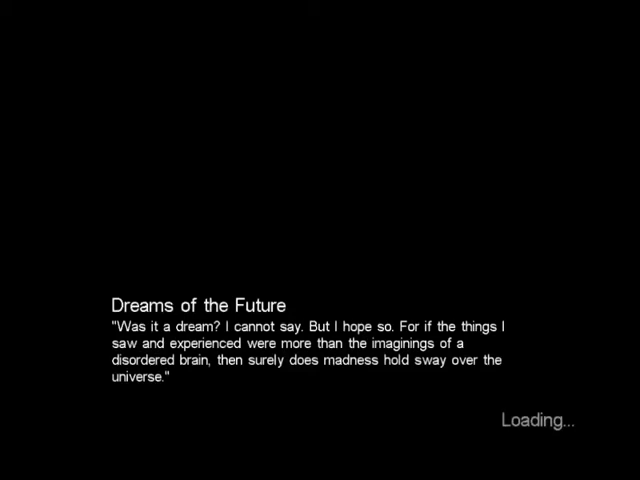 Dreams of the Future
"Was it a dream? I cannot say. But I hope so. For if the things I
saw and experienced were more than the imaginings of a
disordered brain, then surely does madness hold sway over the
universe."
Loading...